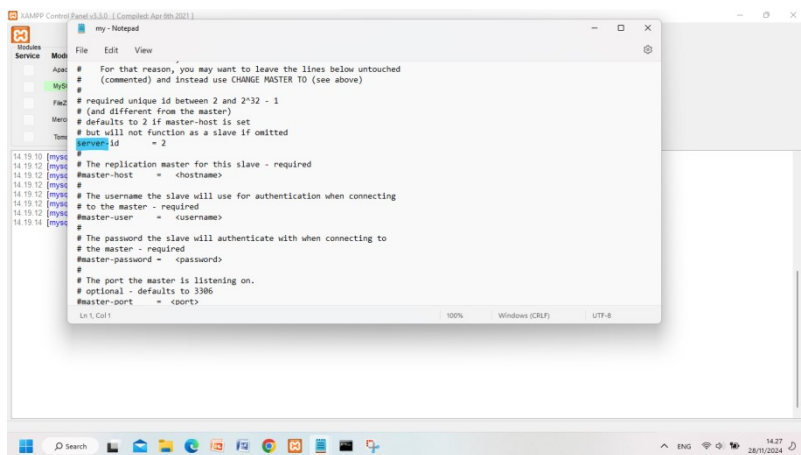 XAMPP Control Panel v3.3.0 [ Compiled: Apr 6th 2021 ]
my - Notepad
File Edit View
Modules
Service
# For that reason, you may want to leave the lines below untouched
# (commented) and instead use CHANGE MASTER TO (see above)
#
# required unique id between 2 and 2^32 - 1
# (and different from the master)
# defaults to 2 if master-host is set
# but will not function as a slave if omitted
server-id = 2
#
# The replication master for this slave - required
#master-host = <hostname>
#
# The username the slave will use for authentication when connecting
# to the master - required
#master-user = <username>
#
# The password the slave will authenticate with when connecting to
# the master - required
#master-password = <password>
#
# The port the master is listening on.
# optional - defaults to 3306
#master-port = <port>
Ln 1, Col 1 100% Windows (CRLF) UTF-8
14.19.10 [mysq
14.19.12 [mysq
14.19.12 [mysq
14.19.12 [mysq
14.19.12 [mysq
14.19.12 [mysq
14.19.12 [mysq
14.19.14 [mysq
Search
ENG
14.27
28/11/2024